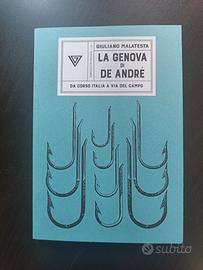 GIULIANO MALATESTA
LA GENOVA
DI
DE ANDRÉ
DA CORSO ITALIA A VIA DEL CAMPO
subito